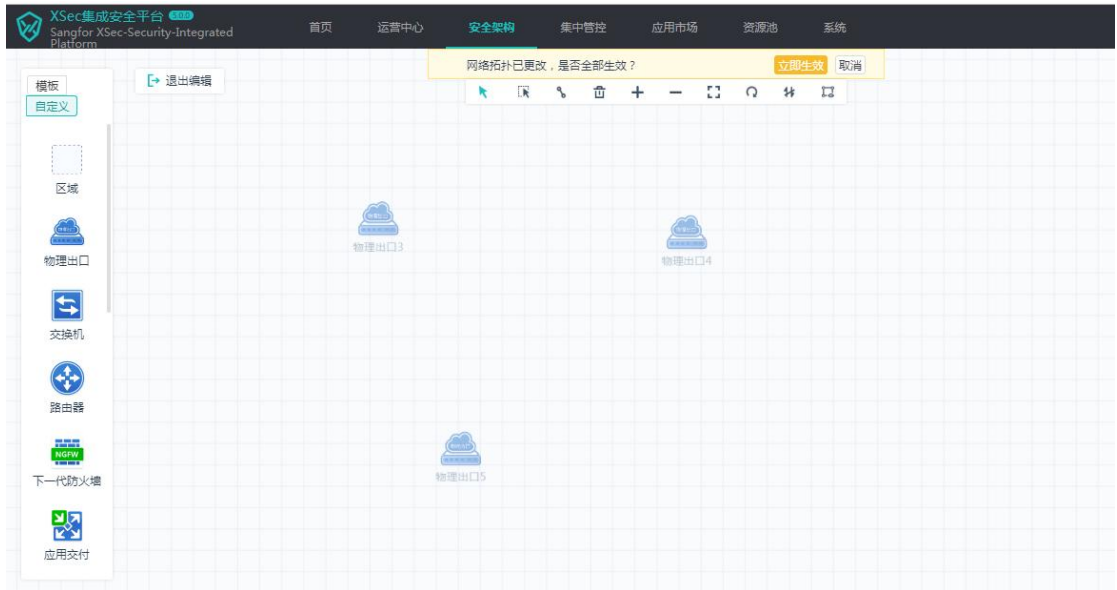 XSec集成安全平台 3.0.0
Sangfor XSec-Security-Integrated
Platform
首页 运营中心 安全架构 集中管控 应用市场 资源池 系统
网络拓扑已更改，是否全部生效？ 立即生效 取消
模板
自定义
退出编辑
区域
物理出口
交换机
路由器
NGFW
下一代防火墙
应用交付
物理出口3
物理出口4
物理出口5